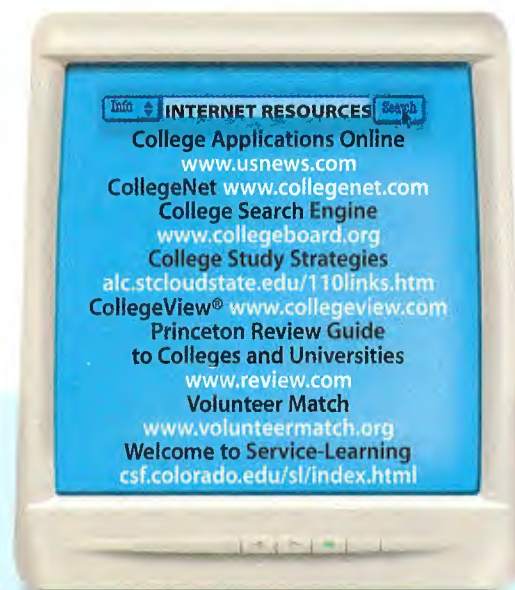 Info INTERNET RESOURCES Search
College Applications Online
www.usnews.com
CollegeNet www.collegenet.com
College Search Engine
www.collegeboard.org
College Study Strategies
alc.stcloudstate.edu/110links.htm
CollegeView® www.collegeview.com
Princeton Review Guide
to Colleges and Universities
www.review.com
Volunteer Match
www.volunteermatch.org
Welcome to Service-Learning
csf.colorado.edu/sl/index.html